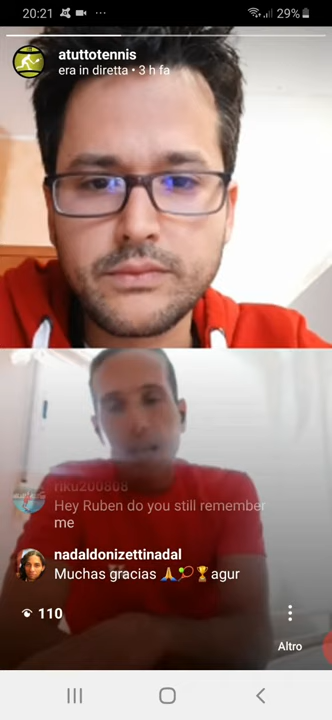 20:21
29%
atuttotennis
era in diretta • 3 h fa
nku200808
Hey Ruben do you still remember
me
nadaldonizettinadal
Muchas gracias 🙏🎾🏆 agur
110
Altro